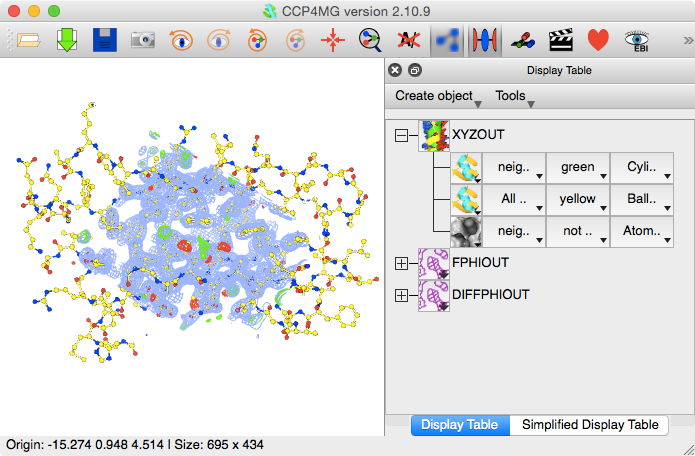 CCP4MG version 2.10.9
EBI
Display Table
Create object Tools
XYZOUT
neig.. green Cyli..
All .. yellow Ball..
neig.. not .. Atom..
FPHIOUT
DIFFPHIOUT
Display Table Simplified Display Table
Origin: -15.274 0.948 4.514 | Size: 695 x 434